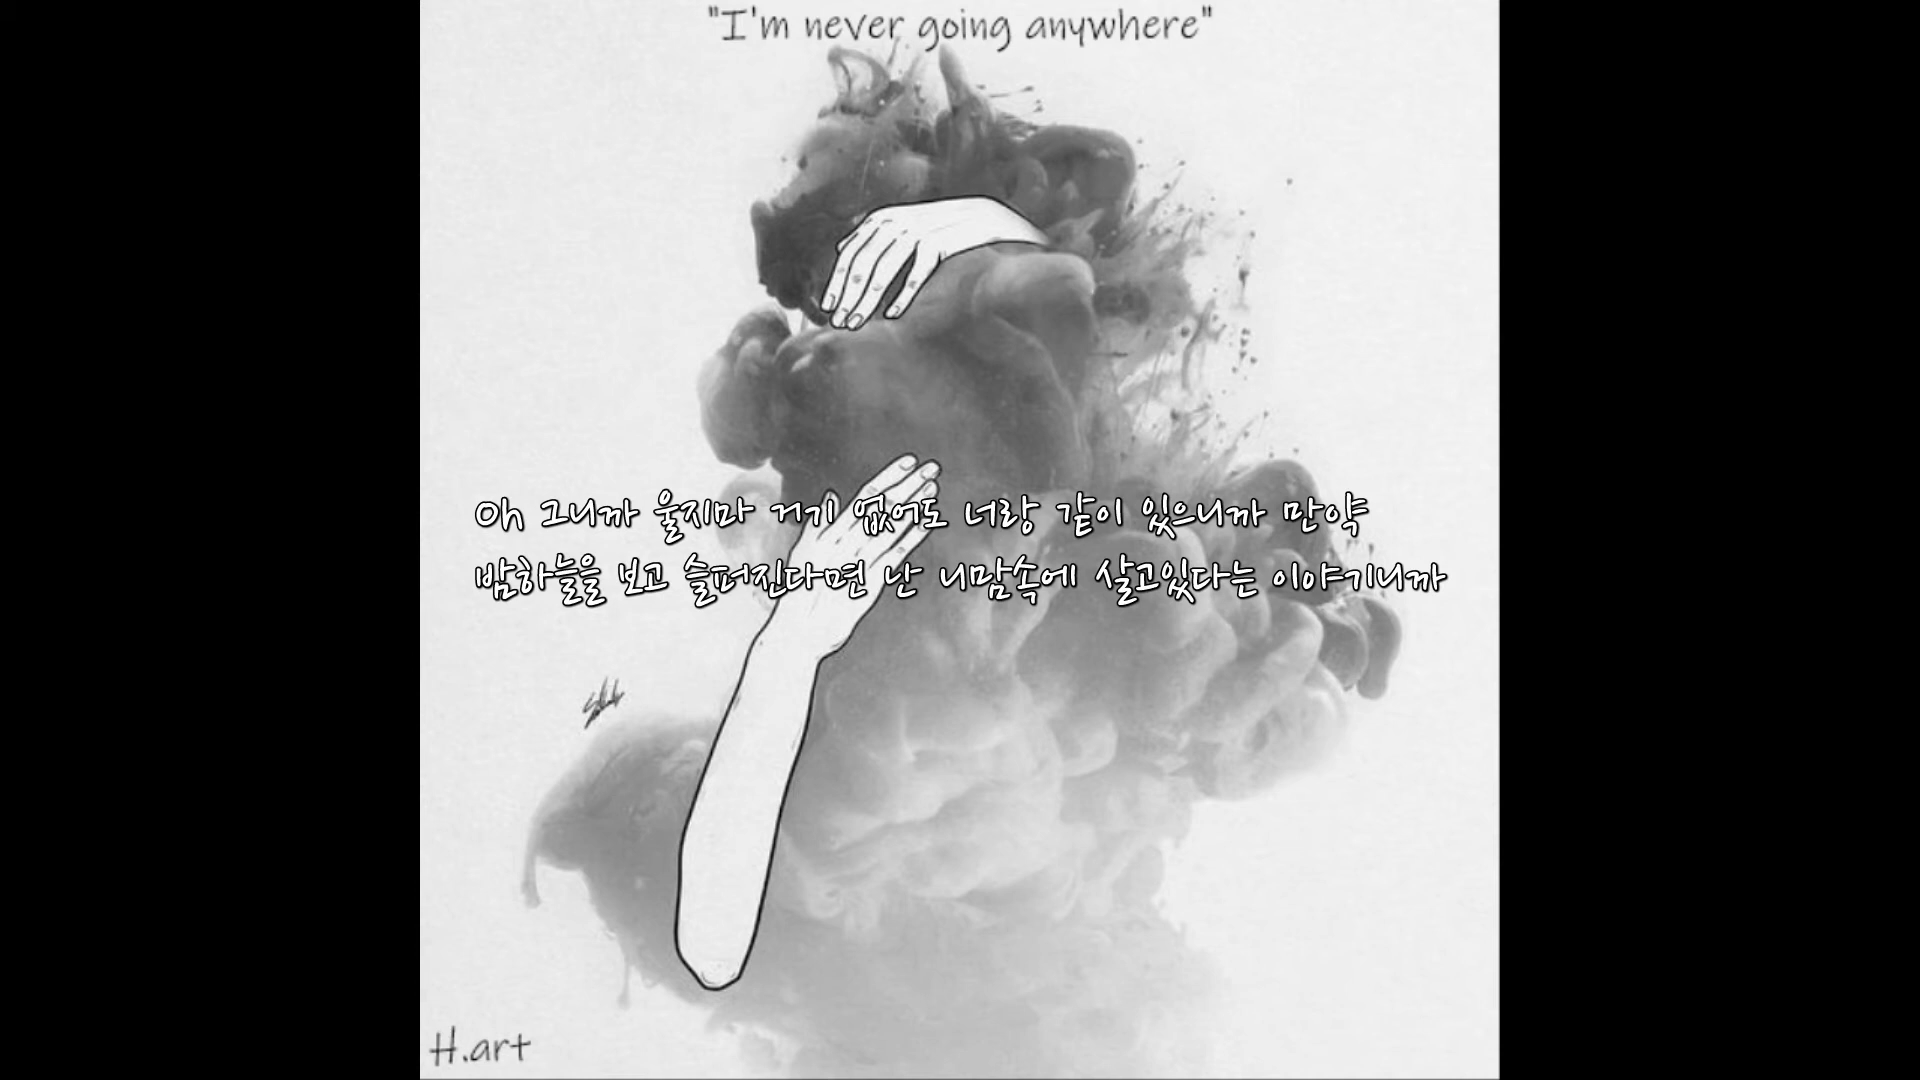 "I'm never going anywhere"
Oh 그니까 울지마 거기 없어도 너랑 같이 있으니까 만약
밤하늘을 보고 슬퍼진다면 난 니맘속에 살고있다는 이야기니까
H.art